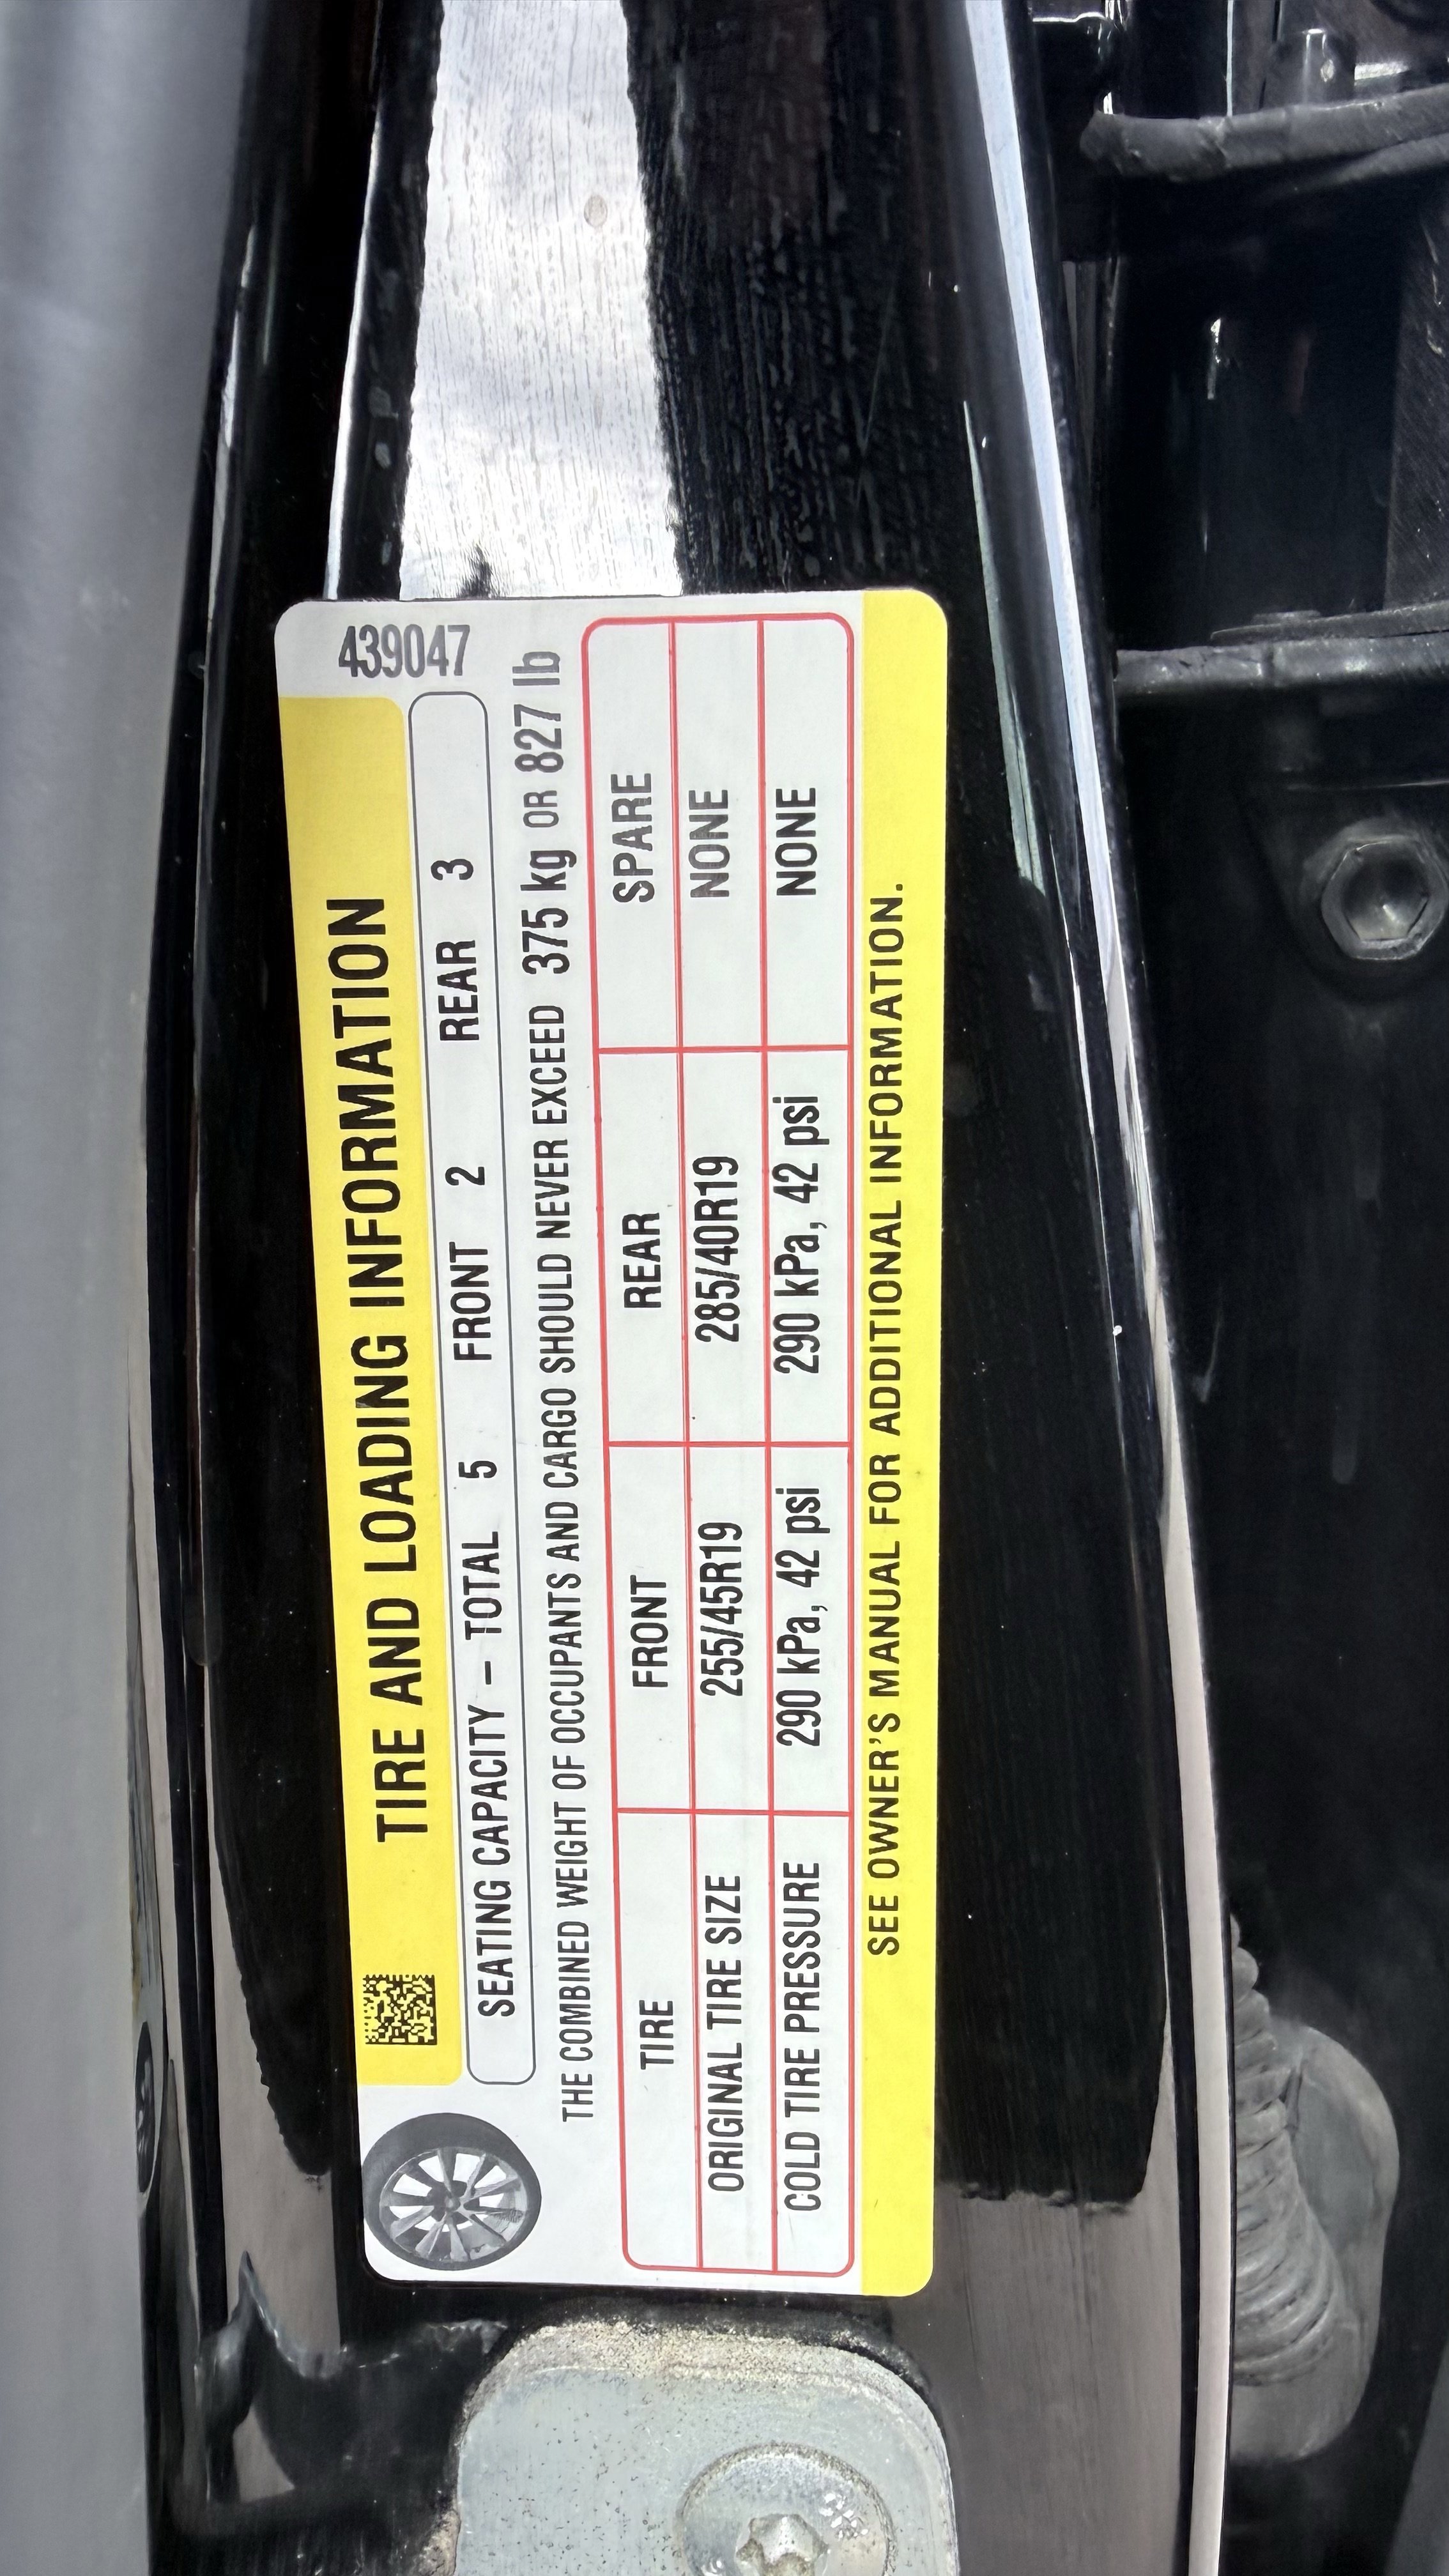 439047
TIRE AND LOADING INFORMATION
SEATING CAPACITY – TOTAL 5 FRONT 2 REAR 3
THE COMBINED WEIGHT OF OCCUPANTS AND CARGO SHOULD NEVER EXCEED 375 kg OR 827 lb
TIRE FRONT REAR SPARE
ORIGINAL TIRE SIZE 255/45R19 285/40R19 NONE
COLD TIRE PRESSURE 290 kPa, 42 psi 290 kPa, 42 psi NONE
SEE OWNER'S MANUAL FOR ADDITIONAL INFORMATION.